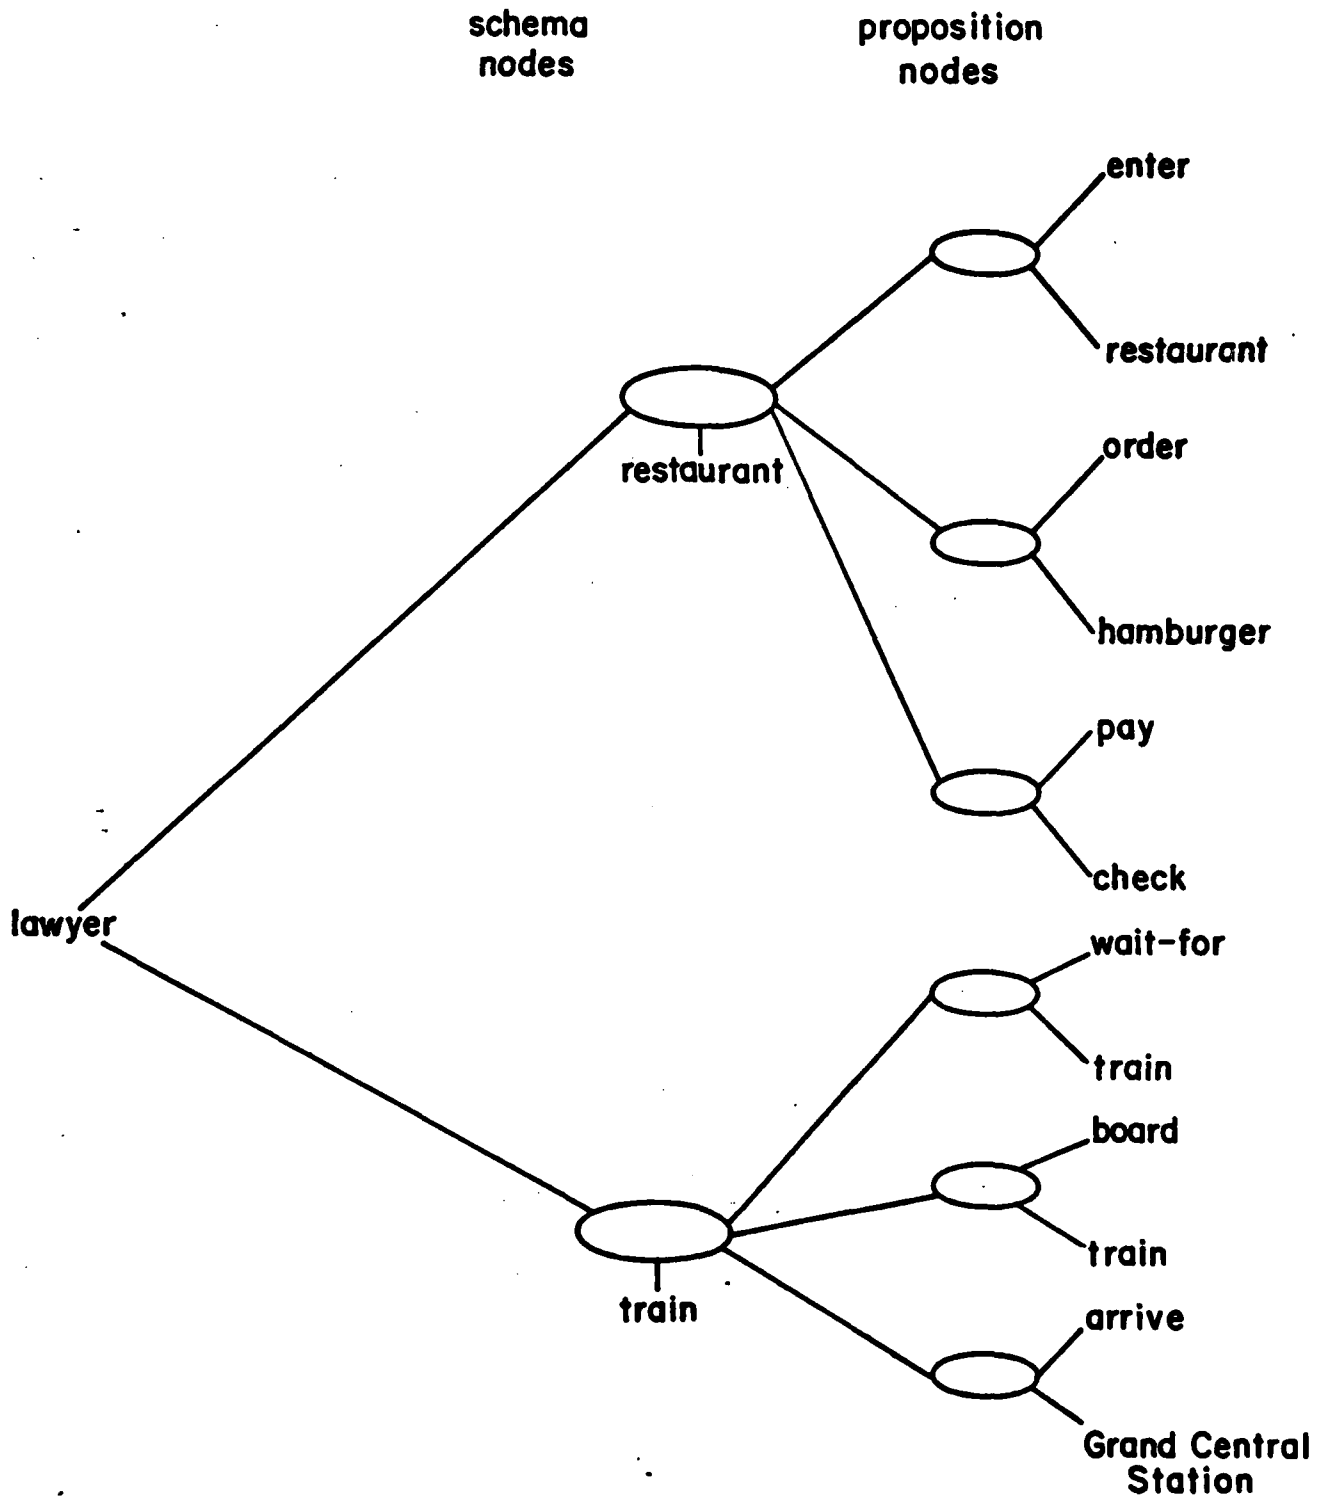 schema
nodes
proposition
nodes
enter
restaurant
restaurant
order
hamburger
pay
check
lawyer
wait-for
train
board
train
train
arrive
Grand Central
Station